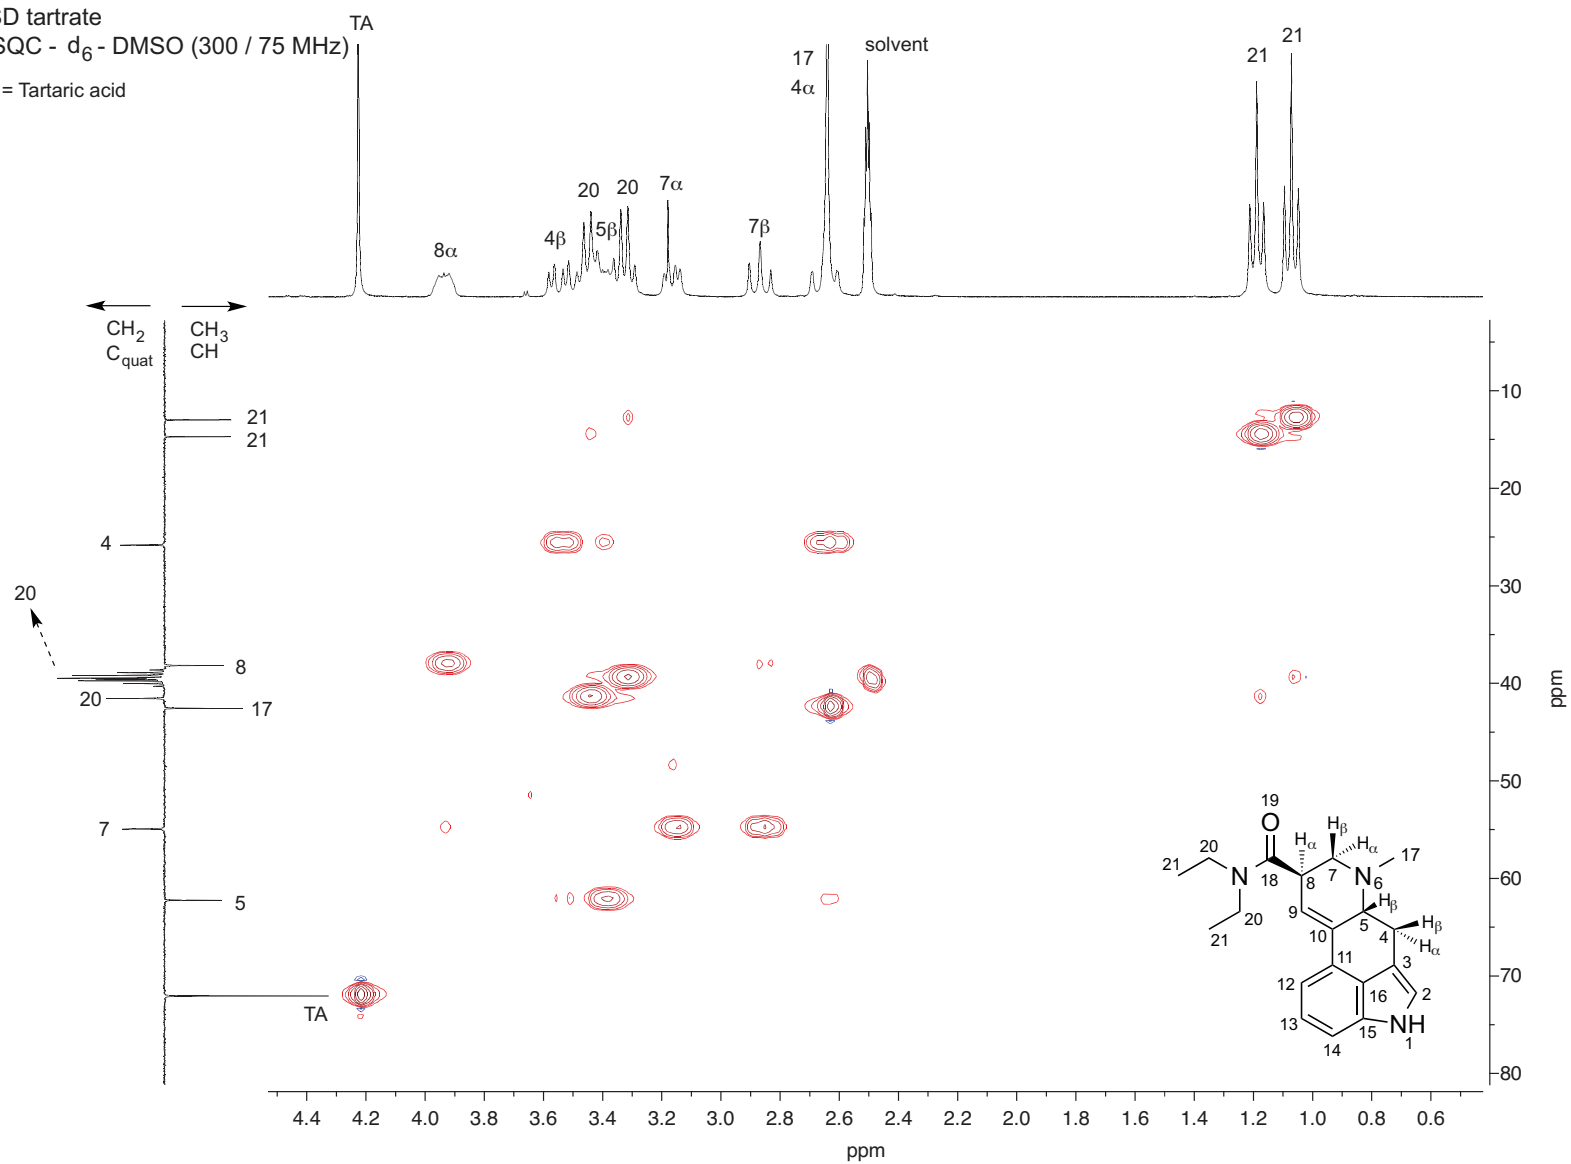 SD tartrate
SQC - d6 - DMSO (300 / 75 MHz)
= Tartaric acid
TA
8α
4β
20
5β
20
7α
7β
17
4α
solvent
21
21
CH2
Cquat
CH3
CH
21
21
4
20
8
20
17
7
5
TA
10
20
30
40
50
60
70
80
ppm
4.4 4.2 4.0 3.8 3.6 3.4 3.2 3.0 2.8 2.6 2.4 2.2 2.0 1.8 1.6 1.4 1.2 1.0 0.8 0.6
ppm
19
O
Hα
Hβ
Hα
17
20
21
N
18
8
7
N
6
Hβ
20
21
9
10
5
4
Hβ
Hα
11
3
12
16
2
13
15
NH
14
1